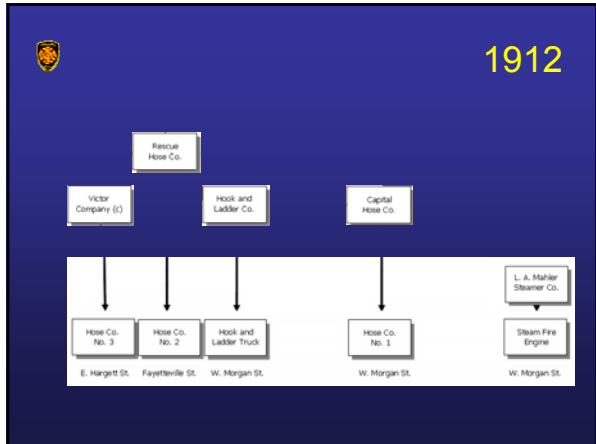 1912
Rescue
Hose Co.
Victor
Company (c)
Hook and
Ladder Co.
Capital
Hose Co.
L. A. Mahler
Steamer Co.
Hose Co.
No. 3
Hose Co.
No. 2
Hook and
Ladder Truck
Hose Co.
No. 1
Steam Fire
Engine
E. Hargett St.
Fayetteville St.
W. Morgan St.
W. Morgan St.
W. Morgan St.